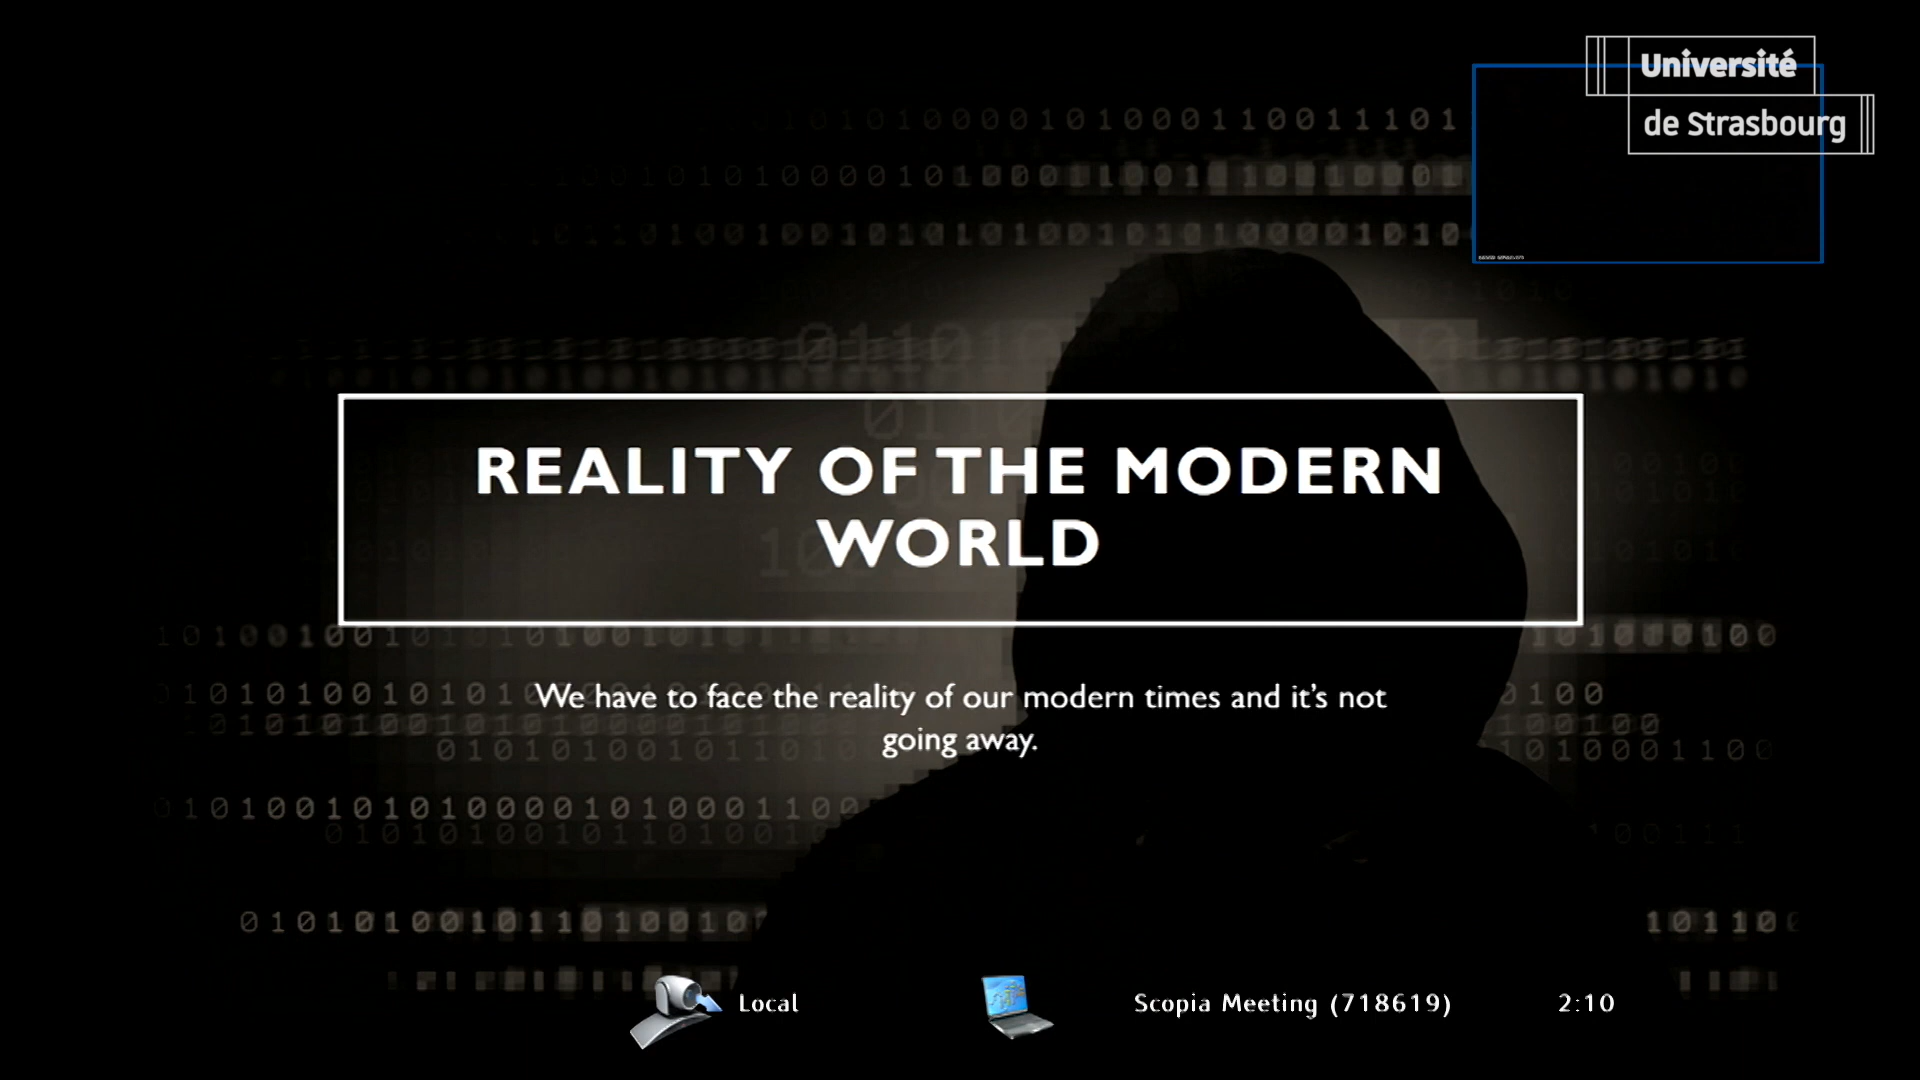 Université
de Strasbourg
REALITY OF THE MODERN
WORLD
We have to face the reality of our modern times and it's not
going away.
Local
Scopia Meeting (718619)
2:10